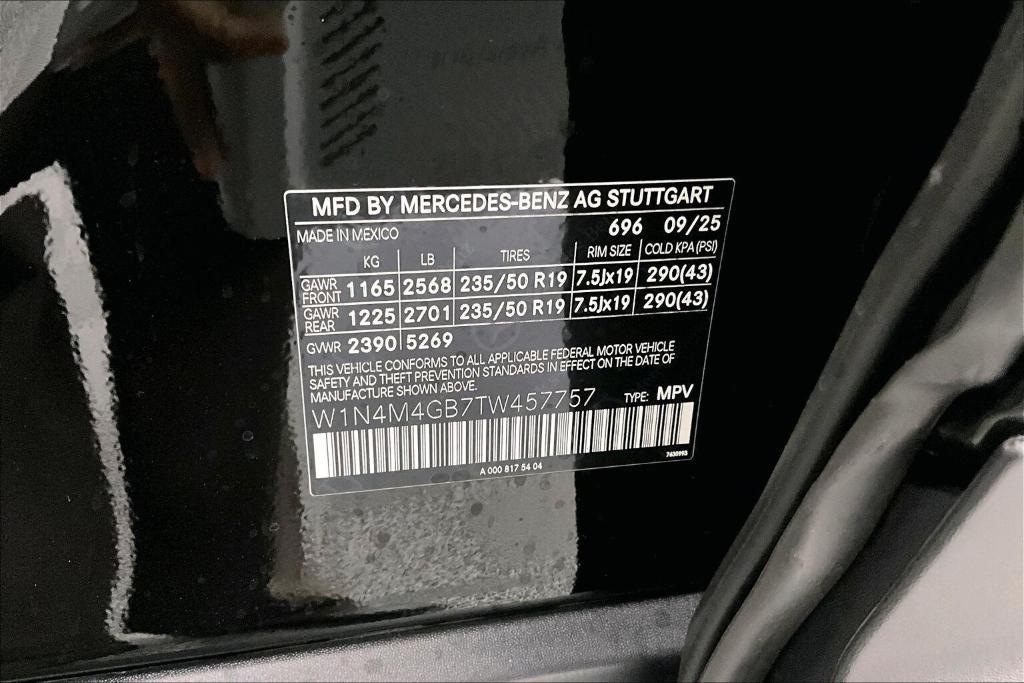 MFD BY MERCEDES-BENZ AG STUTTGART
MADE IN MEXICO 696 09/25
KG LB TIRES RIM SIZE COLD KPA (PSI)
GAWR FRONT 1165 2568 235/50 R19 7.5Jx19 290(43)
GAWR REAR 1225 2701 235/50 R19 7.5Jx19 290(43)
GVWR 2390 5269
THIS VEHICLE CONFORMS TO ALL APPLICABLE FEDERAL MOTOR VEHICLE
SAFETY AND THEFT PREVENTION STANDARDS IN EFFECT ON THE DATE OF
MANUFACTURE SHOWN ABOVE.
W1N4M4GB7TW457757 TYPE: MPV
A 000 817 54 04 7630993